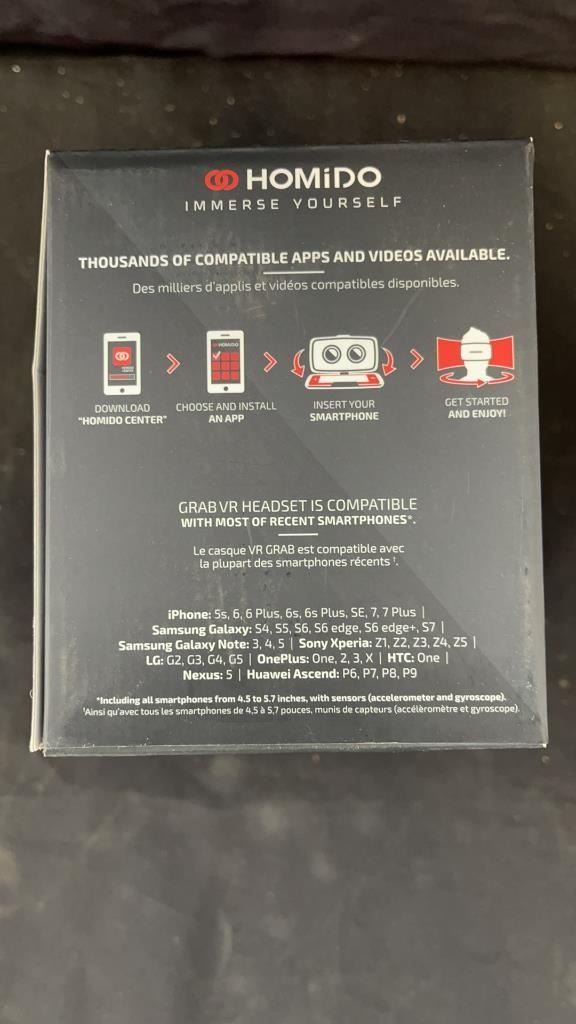 HOMiDO
IMMERSE YOURSELF
THOUSANDS OF COMPATIBLE APPS AND VIDEOS AVAILABLE.
Des milliers d'applis et vidéos compatibles disponibles.
HOMIDO
DOWNLOAD
"HOMIDO CENTER"
CHOOSE AND INSTALL
AN APP
INSERT YOUR
SMARTPHONE
GET STARTED
AND ENJOY!
GRAB VR HEADSET IS COMPATIBLE
WITH MOST OF RECENT SMARTPHONES*.
Le casque VR GRAB est compatible avec
la plupart des smartphones récents †.
iPhone: 5s, 6, 6 Plus, 6s, 6s Plus, SE, 7, 7 Plus |
Samsung Galaxy: S4, S5, S6, S6 edge, S6 edge+, S7 |
Samsung Galaxy Note: 3, 4, 5 | Sony Xperia: Z1, Z2, Z3, Z4, Z5 |
LG: G2, G3, G4, G5 | OnePlus: One, 2, 3, X | HTC: One |
Nexus: 5 | Huawei Ascend: P6, P7, P8, P9
*Including all smartphones from 4.5 to 5.7 inches, with sensors (accelerometer and gyroscope).
†Ainsi qu'avec tous les smartphones de 4,5 à 5,7 pouces, munis de capteurs (accéléromètre et gyroscope).